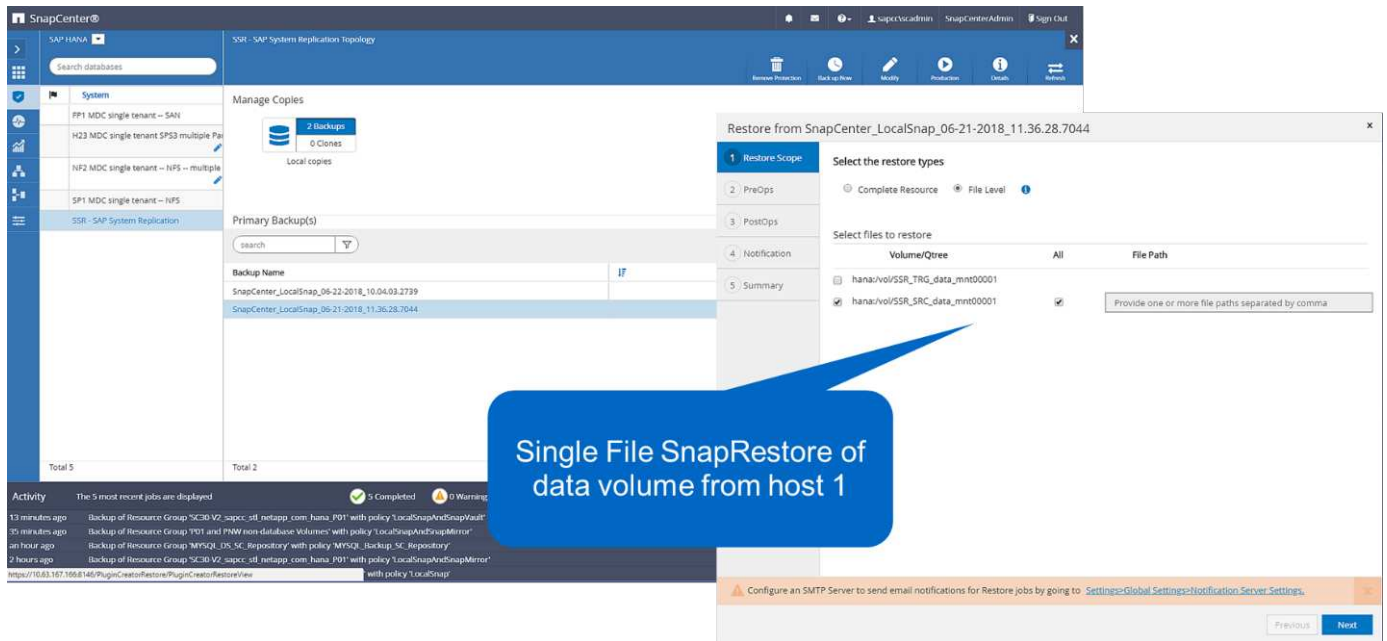 SnapCenter®
sapcc\scadmin SnapCenterAdmin Sign Out
SAP HANA
SSR - SAP System Replication Topology
Search databases
Remove Protection Back up Now Modify Production Details Refresh
System
FP1 MDC single tenant -- SAN
H23 MDC single tenant SPS3 multiple Pa
NF2 MDC single tenant -- NFS -- multiple
SP1 MDC single tenant -- NFS
SSR - SAP System Replication
Total 5
Manage Copies
2 Backups
0 Clones
Local copies
Primary Backup(s)
search
Backup Name
SnapCenter_LocalSnap_06-22-2018_10.04.03.2739
SnapCenter_LocalSnap_06-21-2018_11.36.28.7044
Total 2
Activity The 5 most recent jobs are displayed 5 Completed 0 Warning
13 minutes ago Backup of Resource Group 'SC30-V2_sapcc_stl_netapp_com_hana_P01' with policy 'LocalSnapAndSnapVault'
35 minutes ago Backup of Resource Group 'P01 and PNW non-database Volumes' with policy 'LocalSnapAndSnapMirror'
an hour ago Backup of Resource Group 'MYSQL_DS_SC_Repository' with policy 'MYSQL_Backup_SC_Repository'
2 hours ago Backup of Resource Group 'SC30-V2_sapcc_stl_netapp_com_hana_P01' with policy 'LocalSnapAndSnapMirror'
https://10.63.167.166:8146/PluginCreatorRestore/PluginCreatorRestoreView with policy 'LocalSnap'
Restore from SnapCenter_LocalSnap_06-21-2018_11.36.28.7044 x
1 Restore Scope
2 PreOps
3 PostOps
4 Notification
5 Summary
Select the restore types
Complete Resource File Level
Select files to restore
Volume/Qtree All File Path
hana:/vol/SSR_TRG_data_mnt00001
hana:/vol/SSR_SRC_data_mnt00001
Provide one or more file paths separated by comma
Single File SnapRestore of
data volume from host 1
Configure an SMTP Server to send email notifications for Restore jobs by going to Settings>Global Settings>Notification Server Settings.
Previous Next